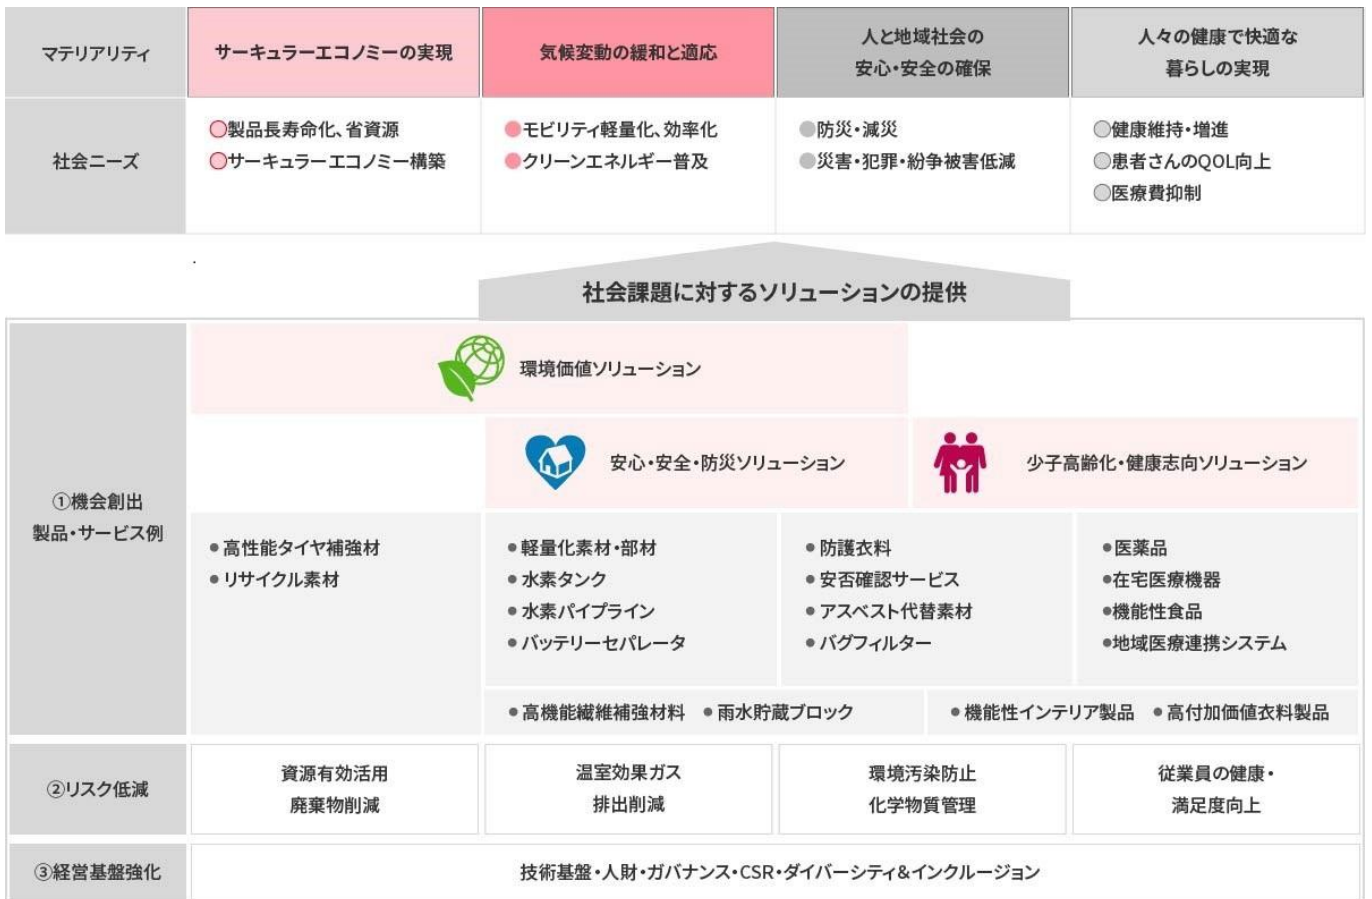 マテリアリティ
サーキュラーエコノミーの実現
気候変動の緩和と適応
人と地域社会の
安心・安全の確保
人々の健康で快適な
暮らしの実現
社会ニーズ
○製品長寿命化、省資源
○サーキュラーエコノミー構築
●モビリティ軽量化、効率化
●クリーンエネルギー普及
●防災・減災
●災害・犯罪・紛争被害低減
○健康維持・増進
○患者さんのQOL向上
○医療費抑制
社会課題に対するソリューションの提供
①機会創出
製品・サービス例
環境価値ソリューション
安心・安全・防災ソリューション
少子高齢化・健康志向ソリューション
●高性能タイヤ補強材
●リサイクル素材
●軽量化素材・部材
●水素タンク
●水素パイプライン
●バッテリーセパレータ
●防護衣料
●安否確認サービス
●アスベスト代替素材
●バグフィルター
●医薬品
●在宅医療機器
●機能性食品
●地域医療連携システム
●高機能繊維補強材料 ●雨水貯蔵ブロック
●機能性インテリア製品 ●高付加価値衣料製品
②リスク低減
資源有効活用
廃棄物削減
温室効果ガス
排出削減
環境汚染防止
化学物質管理
従業員の健康・
満足度向上
③経営基盤強化
技術基盤・人財・ガバナンス・CSR・ダイバーシティ&インクルージョン